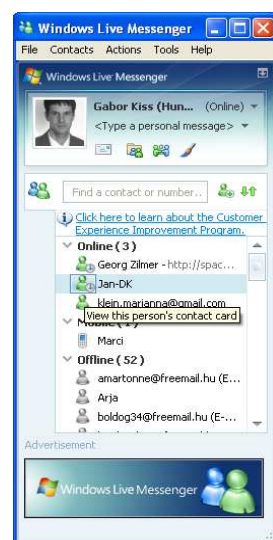 Windows Live Messenger
File Contacts Actions Tools Help
Windows Live Messenger
Gabor Kiss (Hun... (Online)
<Type a personal message>
Find a contact or number..
Click here to learn about the Customer
Experience Improvement Program.
Online (3)
Georg Zilmer - http://spac...
Jan-DK
klein.marianna@gmail.com
View this person's contact card
Marci
Offline (52)
amartonne@freemail.hu (E...
Arja
boldog34@freemail.hu (E-...
Advertisement
Windows Live Messenger